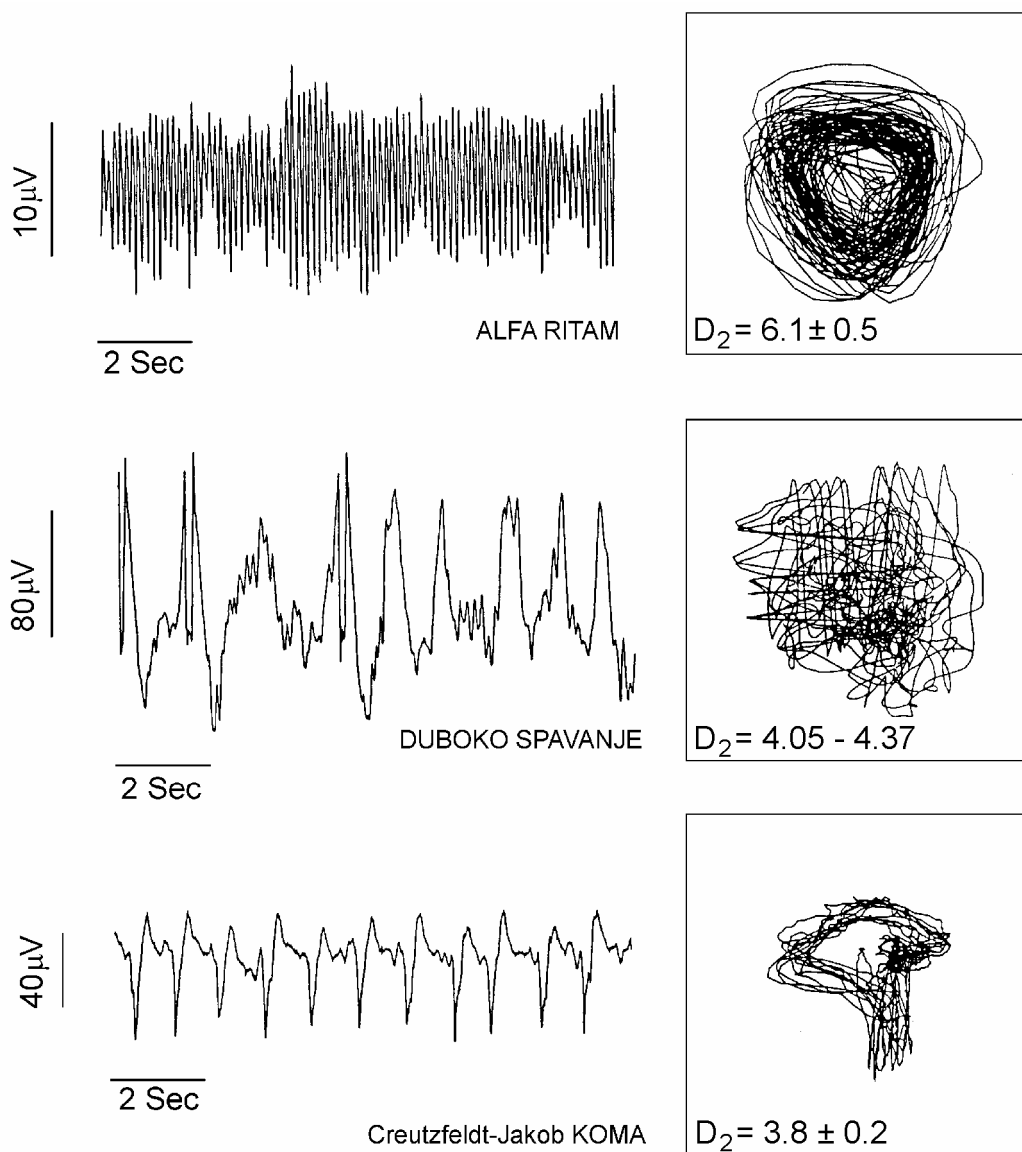 10µV
2 Sec
ALFA RITAM
D2 = 6.1 ± 0.5
80µV
2 Sec
DUBOKO SPAVANJE
D2 = 4.05 - 4.37
40µV
2 Sec
Creutzfeldt-Jakob KOMA
D2 = 3.8 ± 0.2